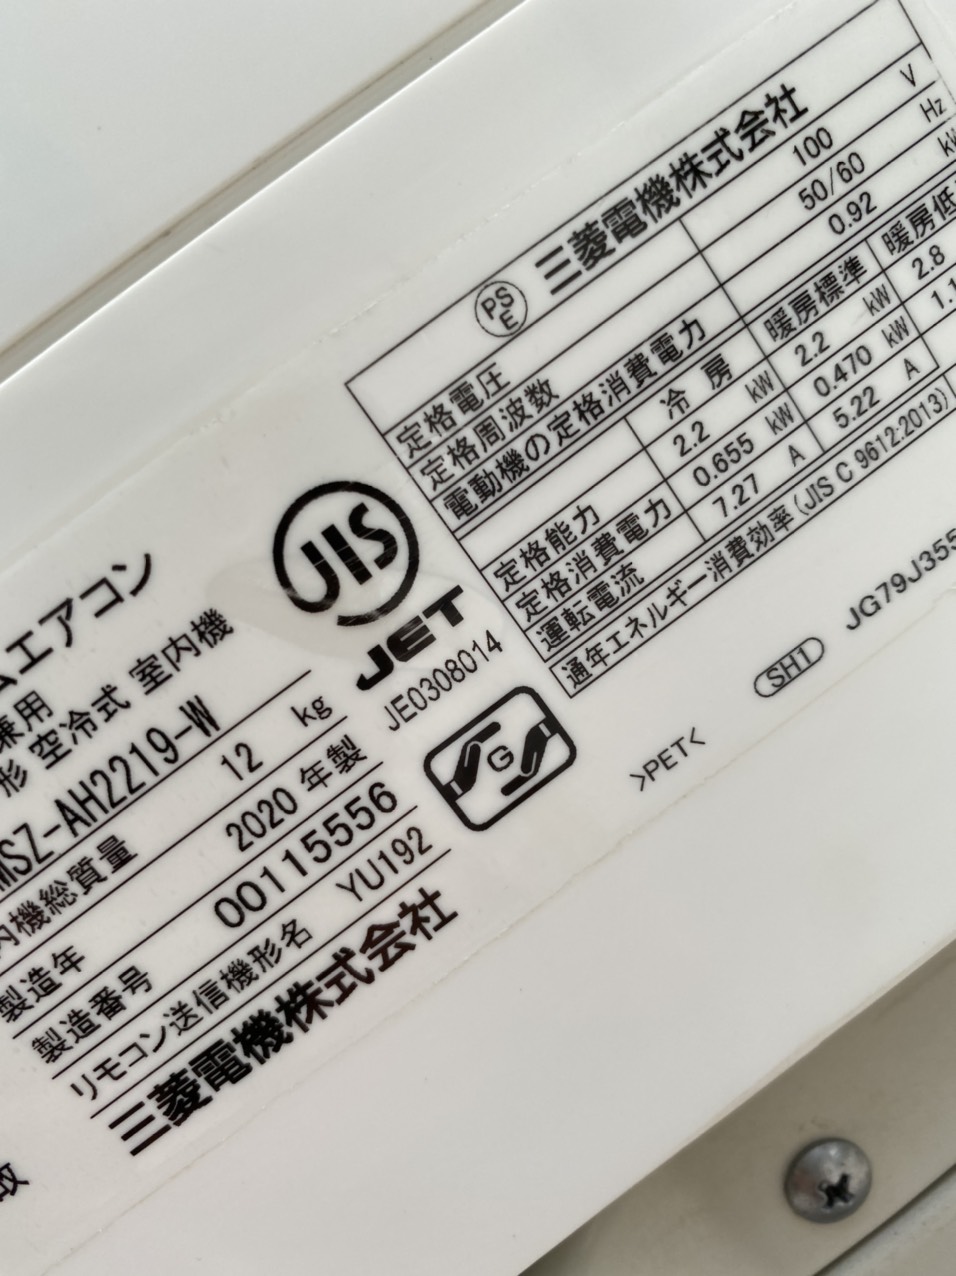 エアコン
兼用
形 空冷式 室内機
MSZ-AH2219-W
内機総質量 12 kg
製造年 2020 年製
製造番号 00115556
リモコン送信機形名 YU192
三菱電機株式会社
改
JIS
JET
JE0308014
G
PS
E 三菱電機株式会社
定格電圧 100 V
定格周波数 50/60 Hz
電動機の定格消費電力 0.92
冷房 暖房標準 暖房低
定格能力 2.2 kW 2.2 kW 2.8
定格消費電力 0.655 kW 0.470 kW 1.1
運転電流 7.27 A 5.22 A
通年エネルギー消費効率(JIS C 9612:2013)
>PET<
SH1 JG79J355